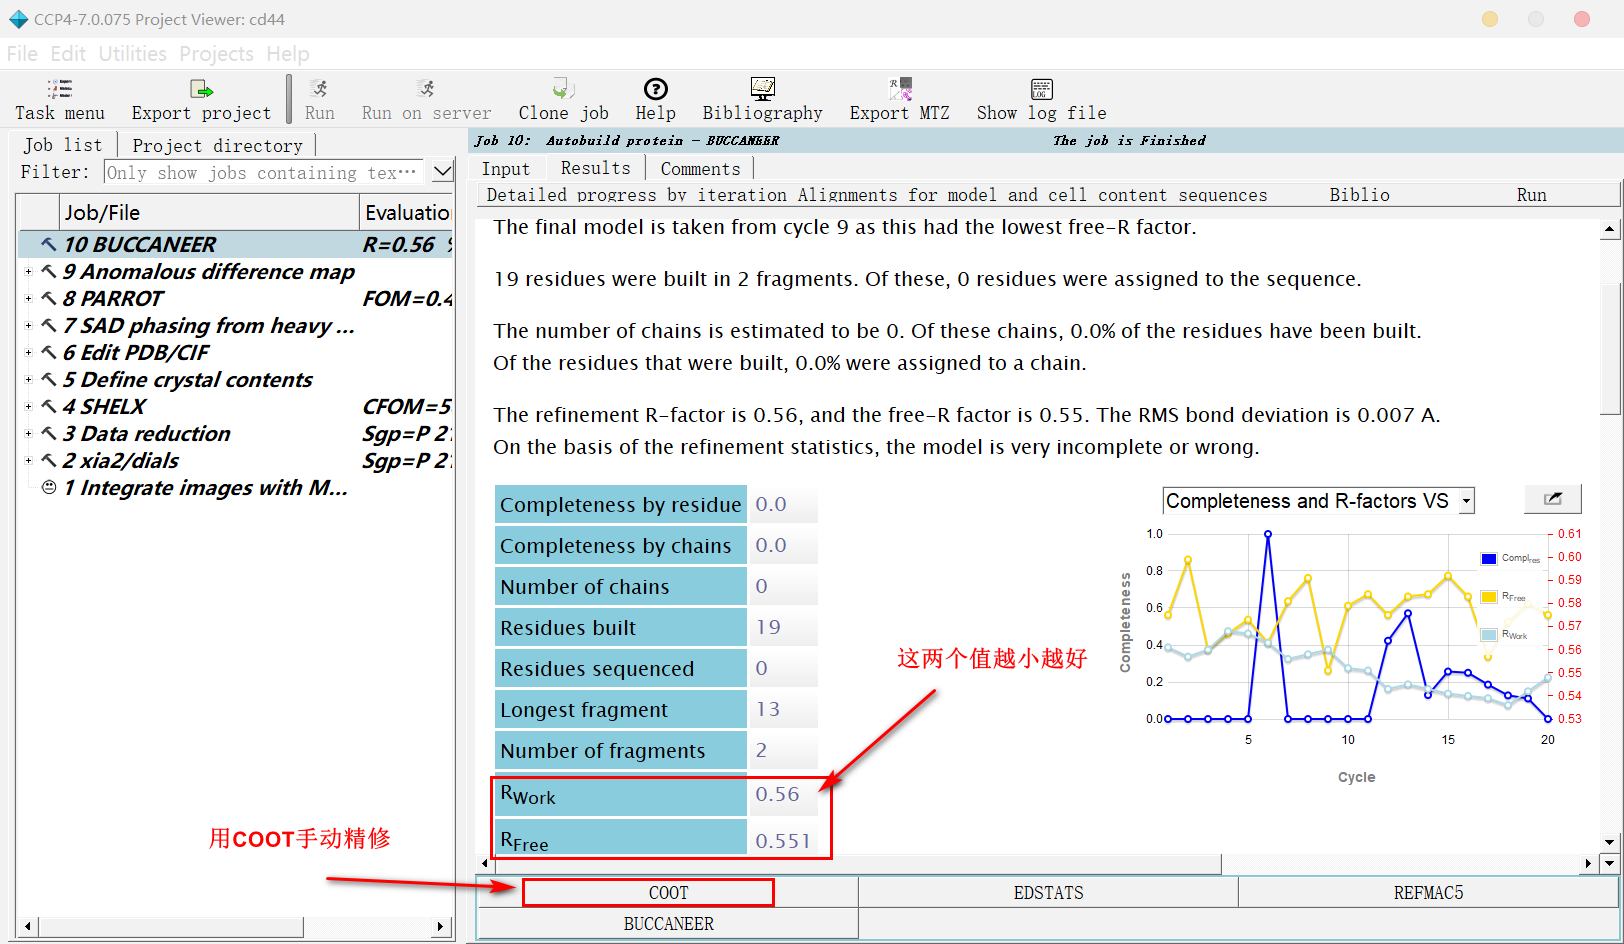 CCP4-7.0.075 Project Viewer: cd44
File Edit Utilities Projects Help
Task menu
Export project
Run
Run on server
Clone job
Help
Bibliography
Export MTZ
Show log file
Job list
Project directory
Filter:
Only show jobs containing tex···
Job/File
Evaluatio
10 BUCCANEER
R=0.56
9 Anomalous difference map
8 PARROT
FOM=0.4
7 SAD phasing from heavy ...
6 Edit PDB/CIF
5 Define crystal contents
4 SHELX
CFOM=5
3 Data reduction
Sgp=P 2
2 xia2/dials
Sgp=P 2
1 Integrate images with M...
Job 10: Autobuild protein - BUCCANEER
The job is Finished
Input
Results
Comments
Detailed progress by iteration
Alignments for model and cell content sequences
Biblio
Run
The final model is taken from cycle 9 as this had the lowest free-R factor.
19 residues were built in 2 fragments. Of these, 0 residues were assigned to the sequence.
The number of chains is estimated to be 0. Of these chains, 0.0% of the residues have been built.
Of the residues that were built, 0.0% were assigned to a chain.
The refinement R-factor is 0.56, and the free-R factor is 0.55. The RMS bond deviation is 0.007 A.
On the basis of the refinement statistics, the model is very incomplete or wrong.
Completeness by residue 0.0
Completeness by chains 0.0
Number of chains 0
Residues built 19
Residues sequenced 0
Longest fragment 13
Number of fragments 2
RWork 0.56
RFree 0.551
这两个值越小越好
用COOT手动精修
Completeness and R-factors VS
1.0
0.8
0.6
0.4
0.2
0.0
Completeness
0.61
0.60
0.59
0.58
0.57
0.56
0.55
0.54
0.53
Complres
RFree
RWork
5
10
15
20
Cycle
COOT
EDSTATS
REFMAC5
BUCCANEER
LOG